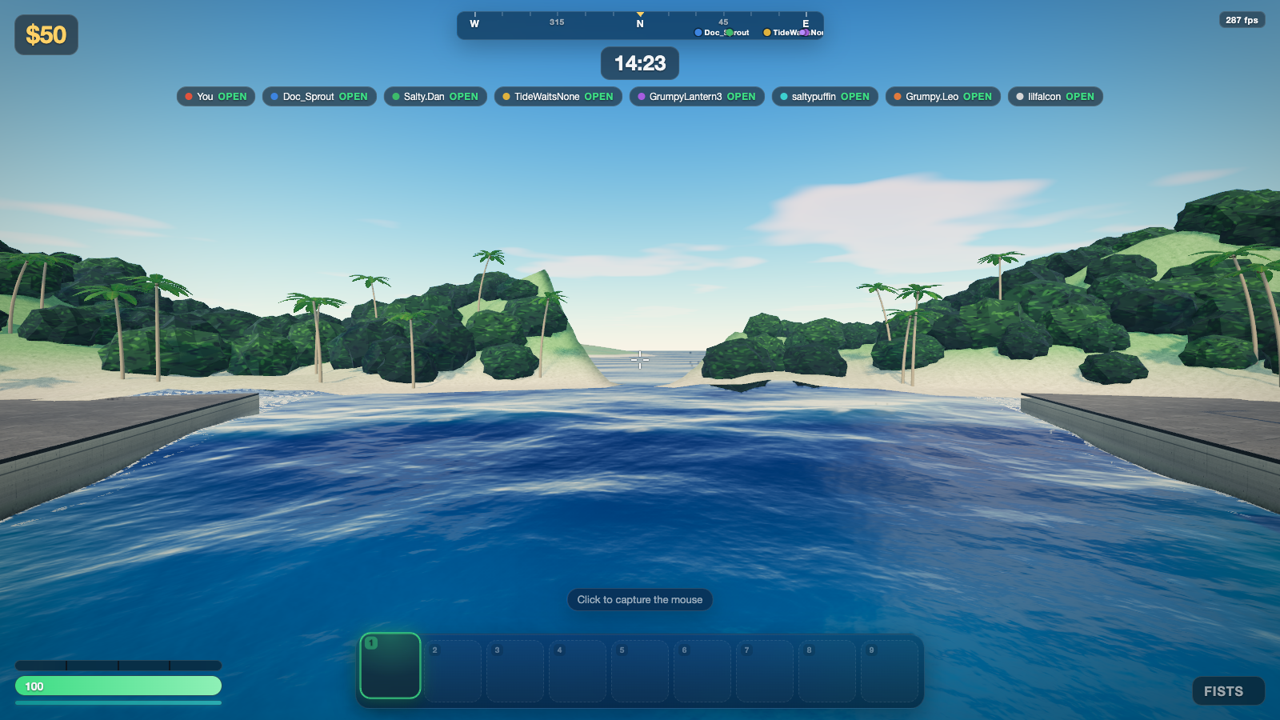 $50
W 315 N 45 E
Doc_Sprout
287 fps
14:23
You OPEN
Doc_Sprout OPEN
Salty.Dan OPEN
TideWaitsNone OPEN
GrumpyLantern3 OPEN
saltypuffin OPEN
Grumpy.Leo OPEN
lilfalcon OPEN
Click to capture the mouse
1 2 3 4 5 6 7 8 9
100
FISTS